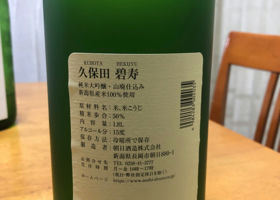 KUBOTA HEKIJU
久保田 碧寿
純米大吟醸・山廃仕込み
新潟県産米100%使用
原材料名:米、米こうじ
精米歩合:50%
内容量:1.8L
アルコール分:15度
保存方法:冷暗所で保存
製造者:朝日酒造株式会社
新潟県長岡市朝日880-1